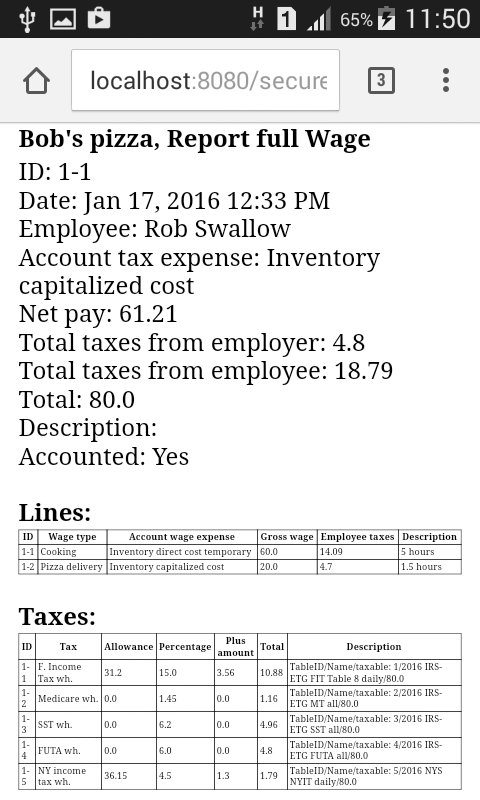 H 1 65% 11:50
localhost:8080/secure 3
Bob's pizza, Report full Wage
ID: 1-1
Date: Jan 17, 2016 12:33 PM
Employee: Rob Swallow
Account tax expense: Inventory
capitalized cost
Net pay: 61.21
Total taxes from employer: 4.8
Total taxes from employee: 18.79
Total: 80.0
Description:
Accounted: Yes
Lines:
ID Wage type Account wage expense Gross wage Employee taxes Description
1-1 Cooking Inventory direct cost temporary 60.0 14.09 5 hours
1-2 Pizza delivery Inventory capitalized cost 20.0 4.7 1.5 hours
Taxes:
ID Tax Allowance Percentage Plus amount Total Description
1-1 F. Income Tax wh. 31.2 15.0 3.56 10.88 TableID/Name/taxable: 1/2016 IRS-ETG FIT Table 8 daily/80.0
1-2 Medicare wh. 0.0 1.45 0.0 1.16 TableID/Name/taxable: 2/2016 IRS-ETG MT all/80.0
1-3 SST wh. 0.0 6.2 0.0 4.96 TableID/Name/taxable: 3/2016 IRS-ETG SST all/80.0
1-4 FUTA wh. 0.0 6.0 0.0 4.8 TableID/Name/taxable: 4/2016 IRS-ETG FUTA all/80.0
1-5 NY income tax wh. 36.15 4.5 1.3 1.79 TableID/Name/taxable: 5/2016 NYS NYIT daily/80.0